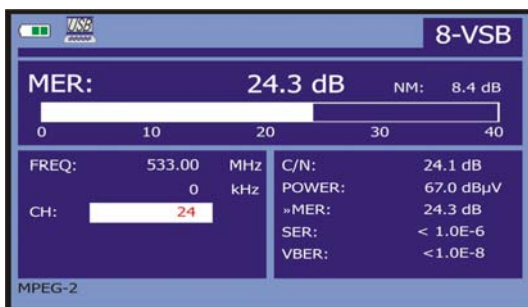 USB
8-VSB
MER: 24.3 dB NM: 8.4 dB
0 10 20 30 40
FREQ: 533.00 MHz
0 kHz
CH: 24
C/N: 24.1 dB
POWER: 67.0 dBµV
»MER: 24.3 dB
SER: < 1.0E-6
VBER: <1.0E-8
MPEG-2